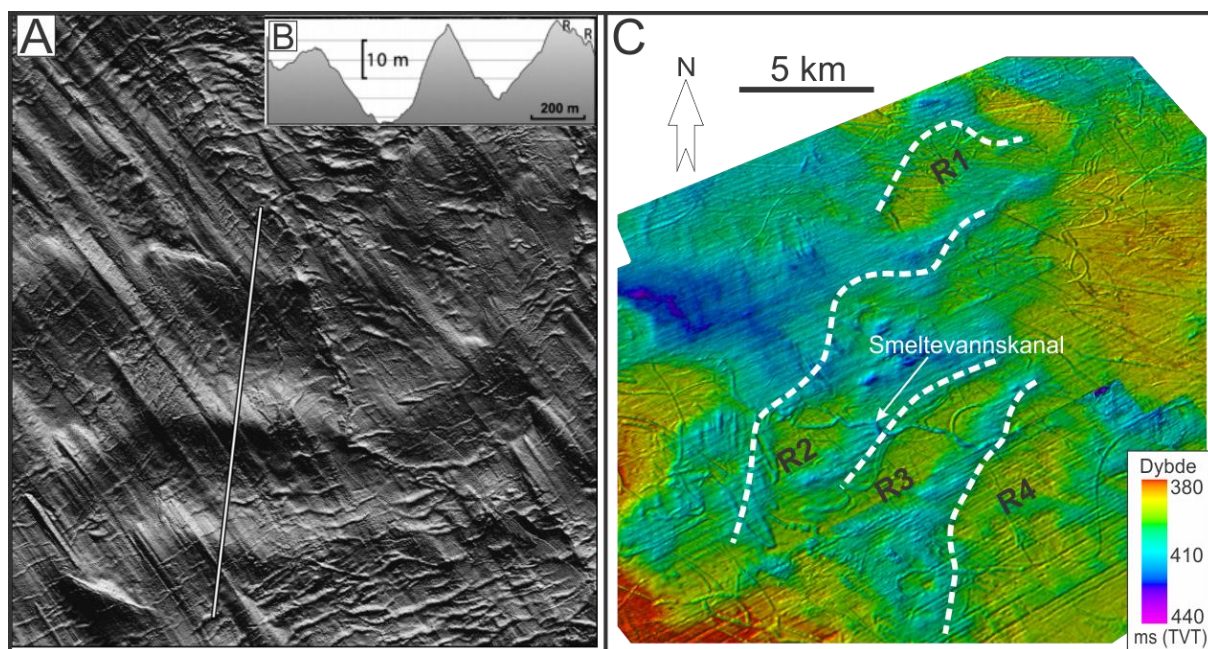 A
B
10 m
R
R
200 m
C
N
5 km
R1
Smeltevannskanal
R2
R3
R4
Dybde
380
410
440
ms (TVT)